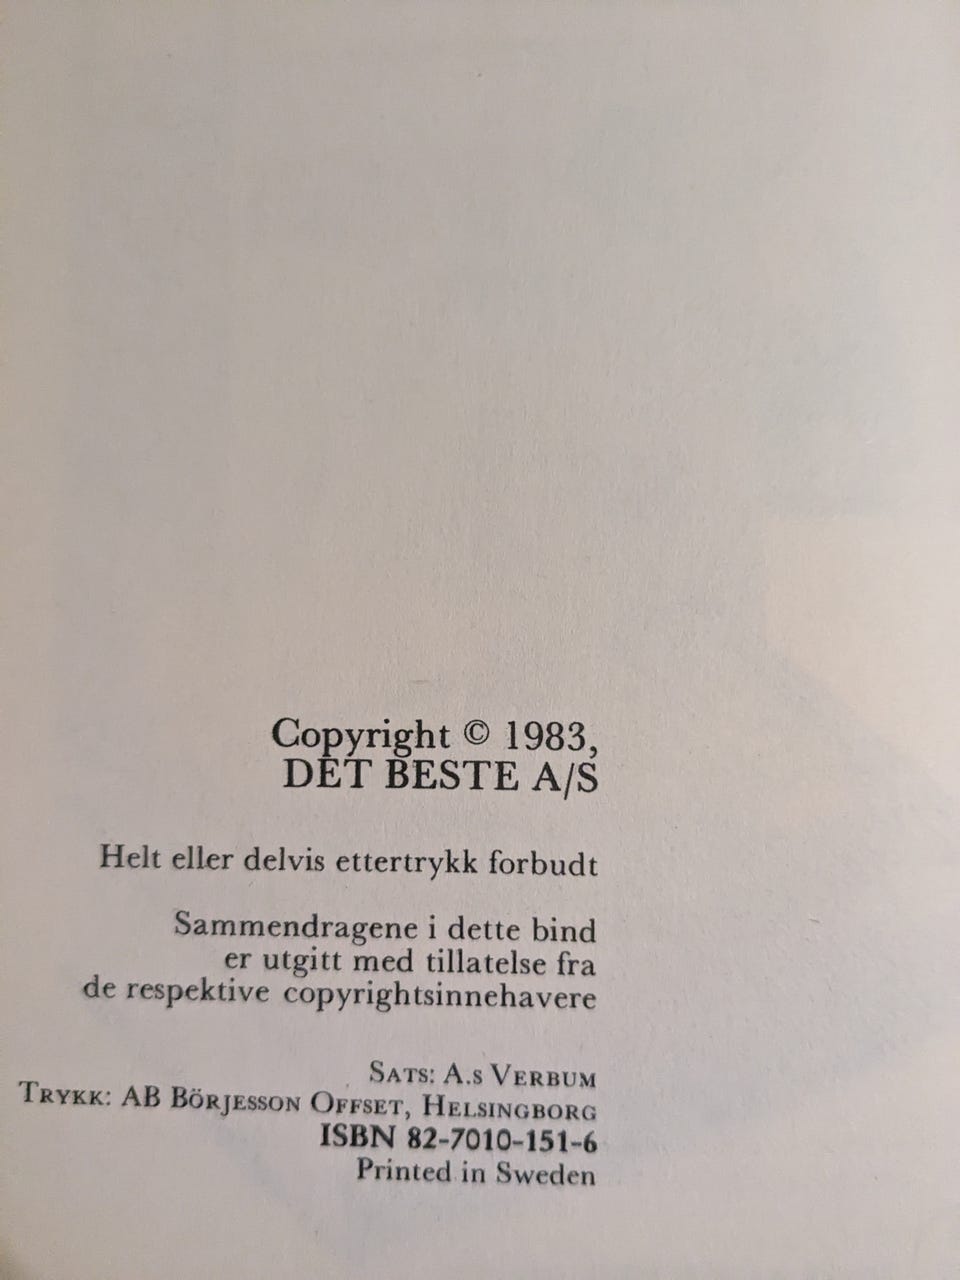 Copyright © 1983,
DET BESTE A/S
Helt eller delvis ettertrykk forbudt
Sammendragene i dette bind
er utgitt med tillatelse fra
de respektive copyrightsinnehavere
SATS: A.S VERBUM
TRYKK: AB BÖRJESSON OFFSET, HELSINGBORG
ISBN 82-7010-151-6
Printed in Sweden